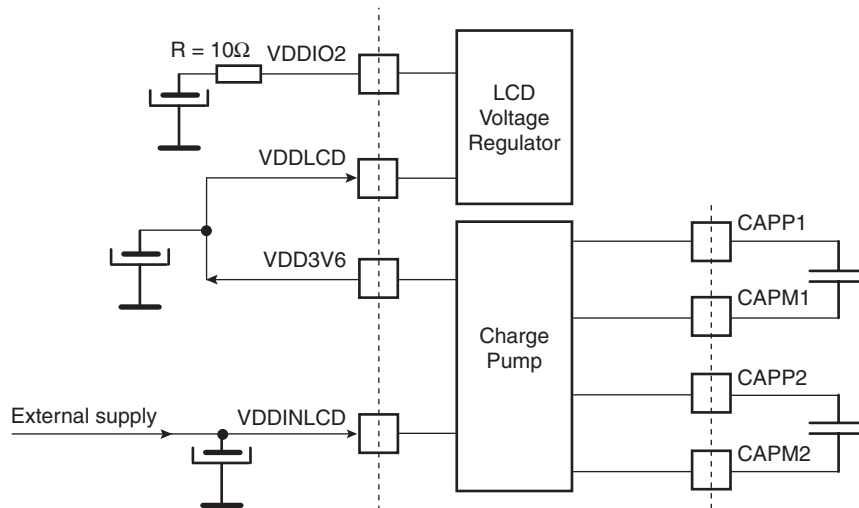 R = 10Ω
VDDIO2
LCD
Voltage
Regulator
VDDLCD
VDD3V6
Charge
Pump
CAPP1
CAPM1
CAPP2
CAPM2
External supply
VDDINLCD